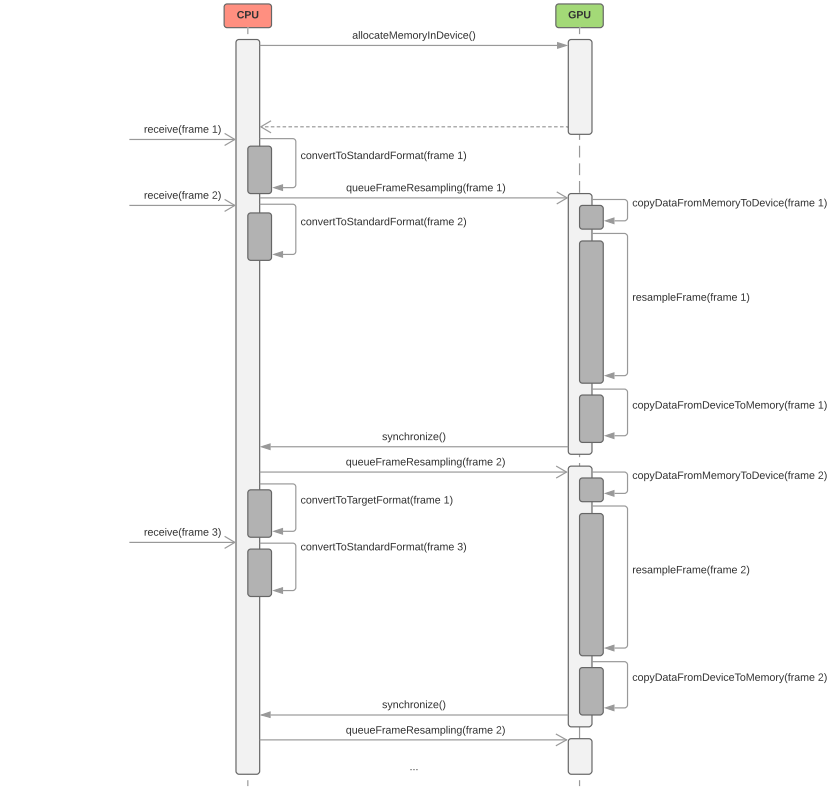 CPU
GPU
allocateMemoryInDevice()
receive(frame 1)
convertToStandardFormat(frame 1)
queueFrameResampling(frame 1)
receive(frame 2)
copyDataFromMemoryToDevice(frame 1)
convertToStandardFormat(frame 2)
resampleFrame(frame 1)
copyDataFromDeviceToMemory(frame 1)
synchronize()
queueFrameResampling(frame 2)
copyDataFromMemoryToDevice(frame 2)
convertToTargetFormat(frame 1)
receive(frame 3)
convertToStandardFormat(frame 3)
resampleFrame(frame 2)
copyDataFromDeviceToMemory(frame 2)
synchronize()
queueFrameResampling(frame 2)
...